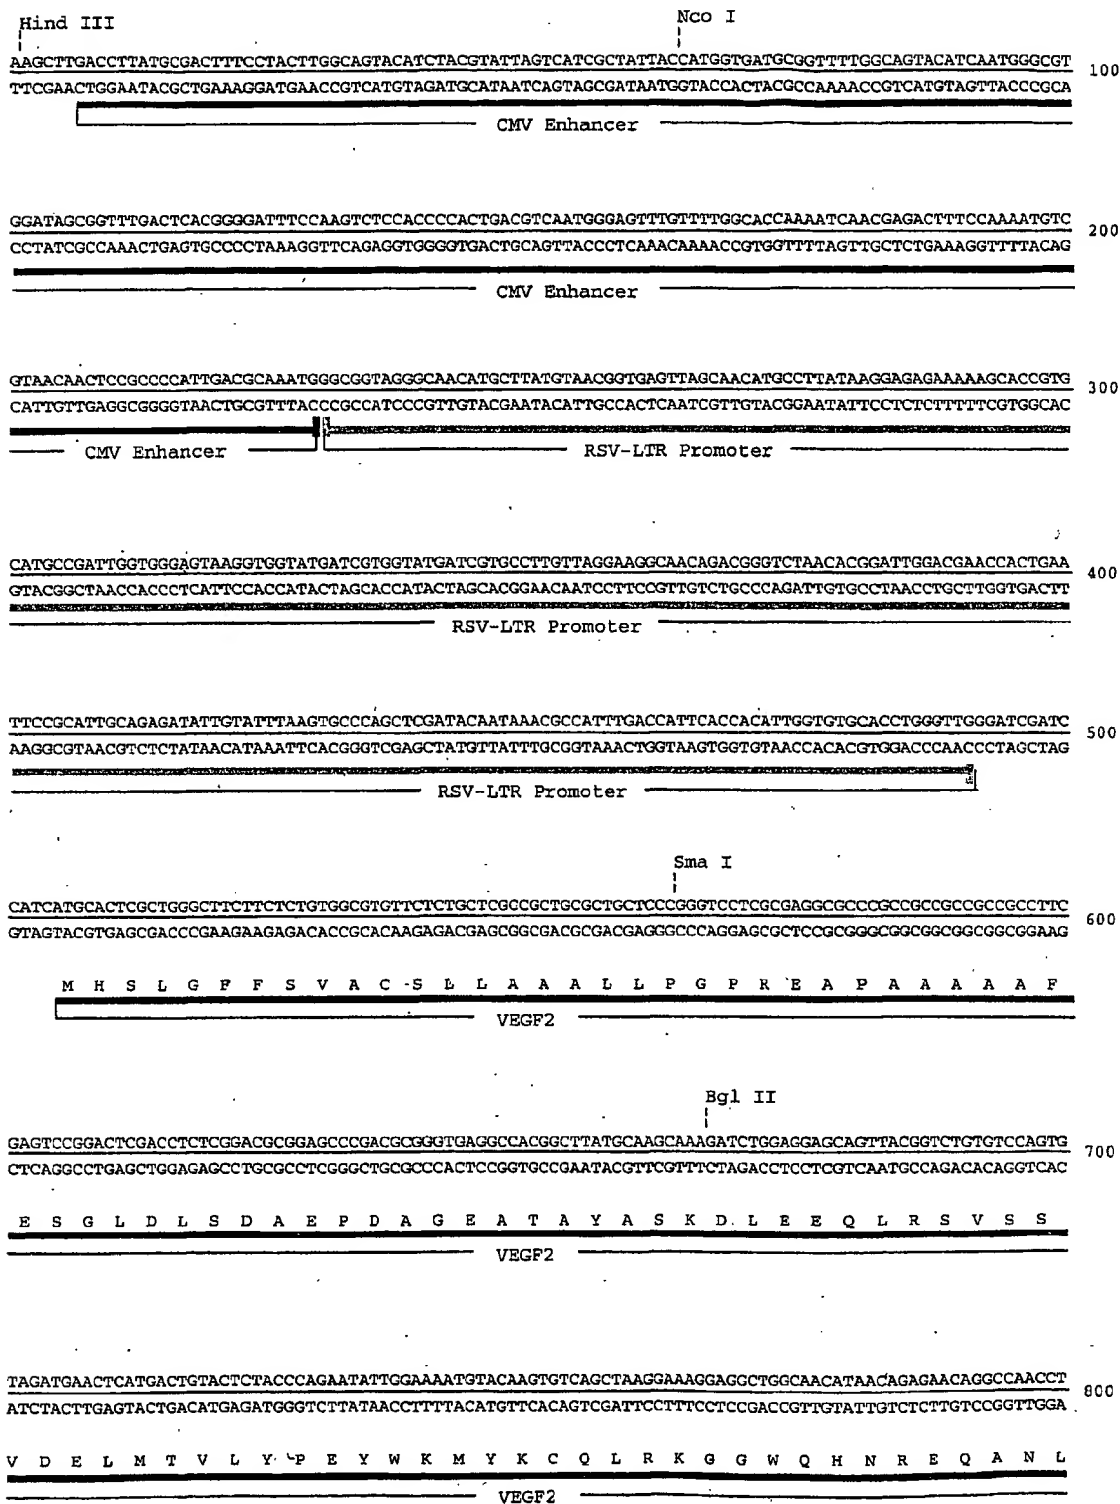 Hind III
Nco I
AAGCTTGACCTTATGCGACTTTCCTACTTGGCAGTACATCTACGTATTAGTCATCGCTATTACCATGGTGATGCGGTTTTGGCAGTACATCAATGGGCGT
100
TTCGAACTGGAATACGCTGAAAGGATGAACCGTCATGTAGATGCATAATCAGTAGCGATAATGGTACCACTACGCCAAAACCGTCATGTAGTTACCCGCA
CMV Enhancer
GGATAGCGGTTTGACTCACGGGGATTTCCAAGTCTCCACCCCACTGACGTCAATGGGAGTTTGTTTTGGCACCAAAATCAACGAGACTTTCCAAAATGTC
200
CCTATCGCCAAACTGAGTGCCCCTAAAGGTTCAGAGGTGGGGTGACTGCAGTTACCCTCAAACAAAACCGTGGTTTTAGTTGCTCTGAAAGGTTTTACAG
CMV Enhancer
GTAACAACTCCGCCCCATTGACGCAAATGGGCGGTAGGGCAACATGCTTATGTAACGGTGAGTTAGCAACATGCCTTATAAGGAGAGAAAAAGCACCGTG
300
CATTGTTGAGGCGGGGTAACTGCGTTTACCCGCCATCCCGTTGTACGAATACATTGCCACTCAATCGTTGTACGGAATATTCCTCTCTTTTTCGTGGCAC
CMV Enhancer RSV-LTR Promoter
CATGCCGATTGGTGGGAGTAAGGTGGTATGATCGTGGTATGATCGTGCCTTGTTAGGAAGGCAACAGACGGGTCTAACACGGATTGGACGAACCACTGAA
400
GTACGGCTAACCACCCTCATTCCACCATACTAGCACCATACTAGCACGGAACAATCCTTCCGTTGTCTGCCCAGATTGTGCCTAACCTGCTTGGTGACTT
RSV-LTR Promoter
TTCCGCATTGCAGAGATATTGTATTTAAGTGCCCAGCTCGATACAATAAACGCCATTTGACCATTCACCACATTGGTGTGCACCTGGGTTGGGATCGATC
500
AAGGCGTAACGTCTCTATAACATAAATTCACGGGTCGAGCTATGTTATTTGCGGTAAACTGGTAAGTGGTGTAACCACACGTGGACCCAACCCTAGCTAG
RSV-LTR Promoter
Sma I
CATCATGCACTCGCTGGGCTTCTTCTCTGTGGCGTGTTCTCTGCTCGCCGCTGCGCTGCTCCCGGGTCCTCGCGAGGCGCCCGCCGCCGCCGCCGCCTTC
600
GTAGTACGTGAGCGACCCGAAGAAGAGACACCGCACAAGAGACGAGCGGCGACGCGACGAGGGCCCAGGAGCGCTCCGCGGGCGGCGGCGGCGGCGGAAG
M H S L G F F S V A C S L L A A A L L P G P R E A P A A A A A F
VEGF2
Bgl II
GAGTCCGGACTCGACCTCTCGGACGCGGAGCCCGACGCGGGTGAGGCCACGGCTTATGCAAGCAAAGATCTGGAGGAGCAGTTACGGTCTGTGTCCAGTG
700
CTCAGGCCTGAGCTGGAGAGCCTGCGCCTCGGGCTGCGCCCACTCCGGTGCCGAATACGTTCGTTTCTAGACCTCCTCGTCAATGCCAGACACAGGTCAC
E S G L D L S D A E P D A G E A T A Y A S K D L E E Q L R S V S S
VEGF2
TAGATGAACTCATGACTGTACTCTACCCAGAATATTGGAAAATGTACAAGTGTCAGCTAAGGAAAGGAGGCTGGCAACATAACAGAGAACAGGCCAACCT
800
ATCTACTTGAGTACTGACATGAGATGGGTCTTATAACCTTTTACATGTTCACAGTCGATTCCTTTCCTCCGACCGTTGTATTGTCTCTTGTCCGGTTGGA
V D E L M T V L Y P E Y W K M Y K C Q L R K G G W Q H N R E Q A N L
VEGF2